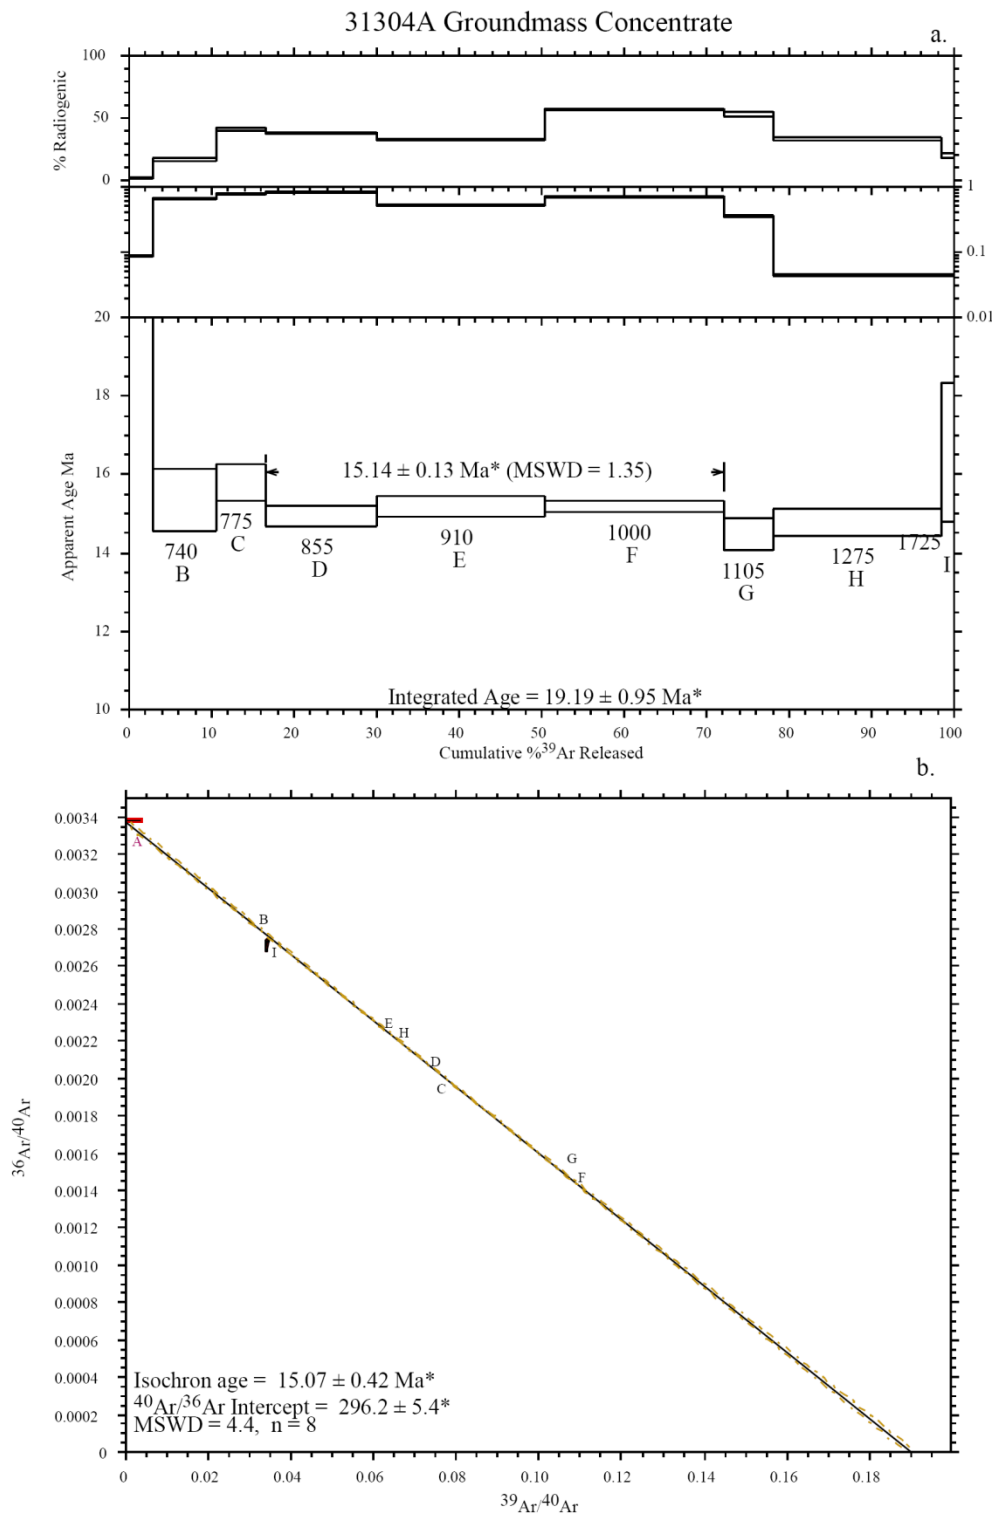 31304A Groundmass Concentrate
a.
100
% Radiogenic
50
0
1
0.1
0.01
20
18
Apparent Age Ma
16
15.14 ± 0.13 Ma* (MSWD = 1.35)
775
C
740
B
855
D
910
E
1000
F
1105
G
1275
H
1725
I
14
12
Integrated Age = 19.19 ± 0.95 Ma*
10
0 10 20 30 40 50 60 70 80 90 100
Cumulative %³⁹Ar Released
b.
0.0034
A
0.0032
0.0030
B
0.0028
I
0.0026
0.0024
E
H
0.0022
D
0.0020
C
0.0018
³⁶Ar/⁴⁰Ar
0.0016
G
F
0.0014
0.0012
0.0010
0.0008
0.0006
0.0004
Isochron age = 15.07 ± 0.42 Ma*
⁴⁰Ar/³⁶Ar Intercept = 296.2 ± 5.4*
0.0002
MSWD = 4.4, n = 8
0
0 0.02 0.04 0.06 0.08 0.10 0.12 0.14 0.16 0.18
³⁹Ar/⁴⁰Ar